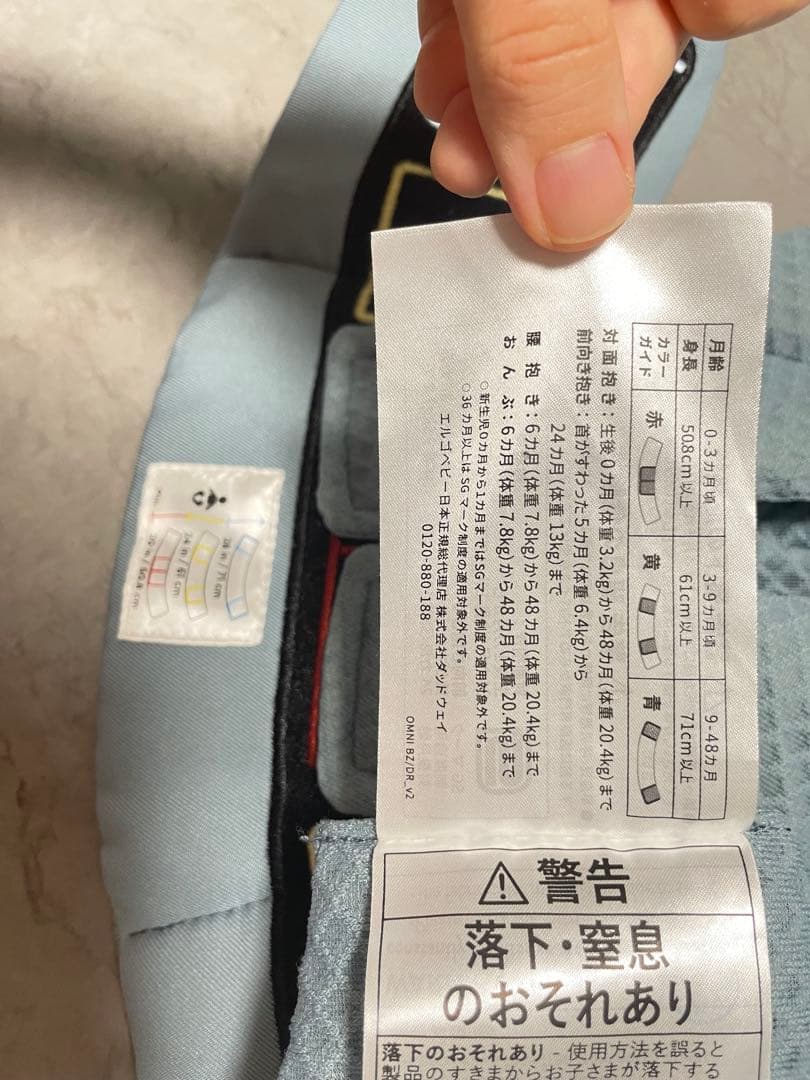 月齢 0-3カ月頃 3-9カ月頃 9-48カ月
身長 50.8cm以上 61cm以上 71cm以上
カラーガイド 赤 黄 青
対面抱き：生後0カ月（体重 3.2kg）から48カ月（体重 20.4kg）まで
前向き抱き：首がすわった5カ月（体重 6.4kg）から
24カ月（体重 13kg）まで
腰抱き：6カ月（体重 7.8kg）から48カ月（体重 20.4kg）まで
おんぶ：6カ月（体重 7.8kg）から48カ月（体重 20.4kg）まで
○新生児0カ月から1カ月まではSGマーク制度の適用対象外です。
○36カ月以上はSGマーク制度の適用対象外です。
エルゴベビー日本正規総代理店 株式会社ダッドウェイ
0120-880-188
OMNI BZ/DR_v2
警告
落下・窒息
のおそれあり
落下のおそれあり - 使用方法を誤ると
製品のすきまからお子さまが落下する